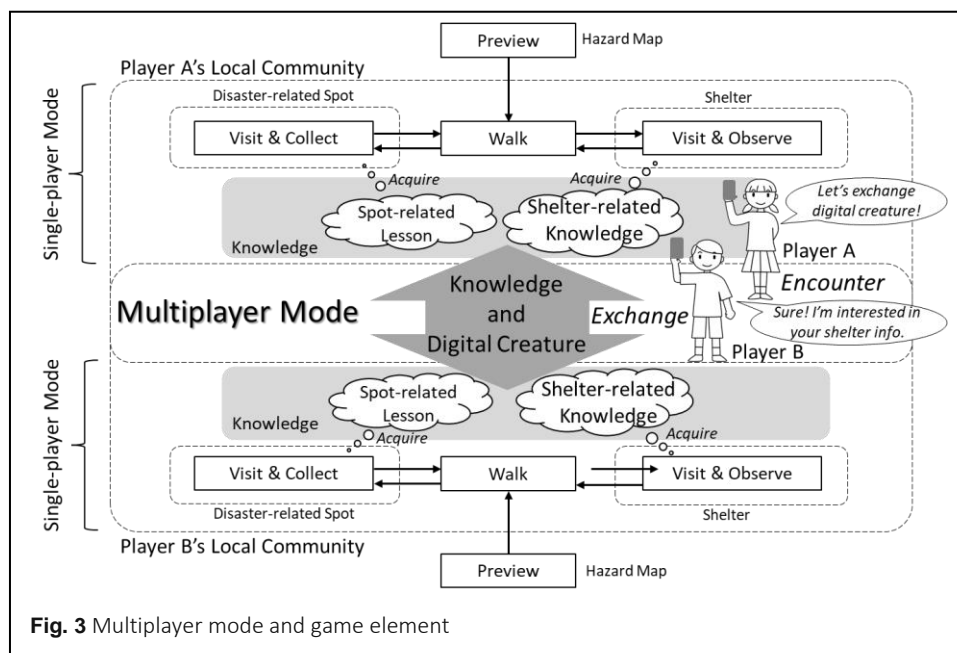 Preview
Hazard Map
Player A's Local Community
Single-player Mode
Disaster-related Spot
Shelter
Visit & Collect
Walk
Visit & Observe
Acquire
Acquire
Spot-related
Lesson
Shelter-related
Knowledge
Knowledge
Let's exchange
digital creature!
Player A
Encounter
Multiplayer Mode
Knowledge
and
Digital Creature
Exchange
Sure! I'm interested in
your shelter info.
Player B
Single-player Mode
Spot-related
Lesson
Shelter-related
Knowledge
Knowledge
Acquire
Acquire
Visit & Collect
Walk
Visit & Observe
Disaster-related Spot
Shelter
Player B's Local Community
Preview
Hazard Map
Fig. 3 Multiplayer mode and game element